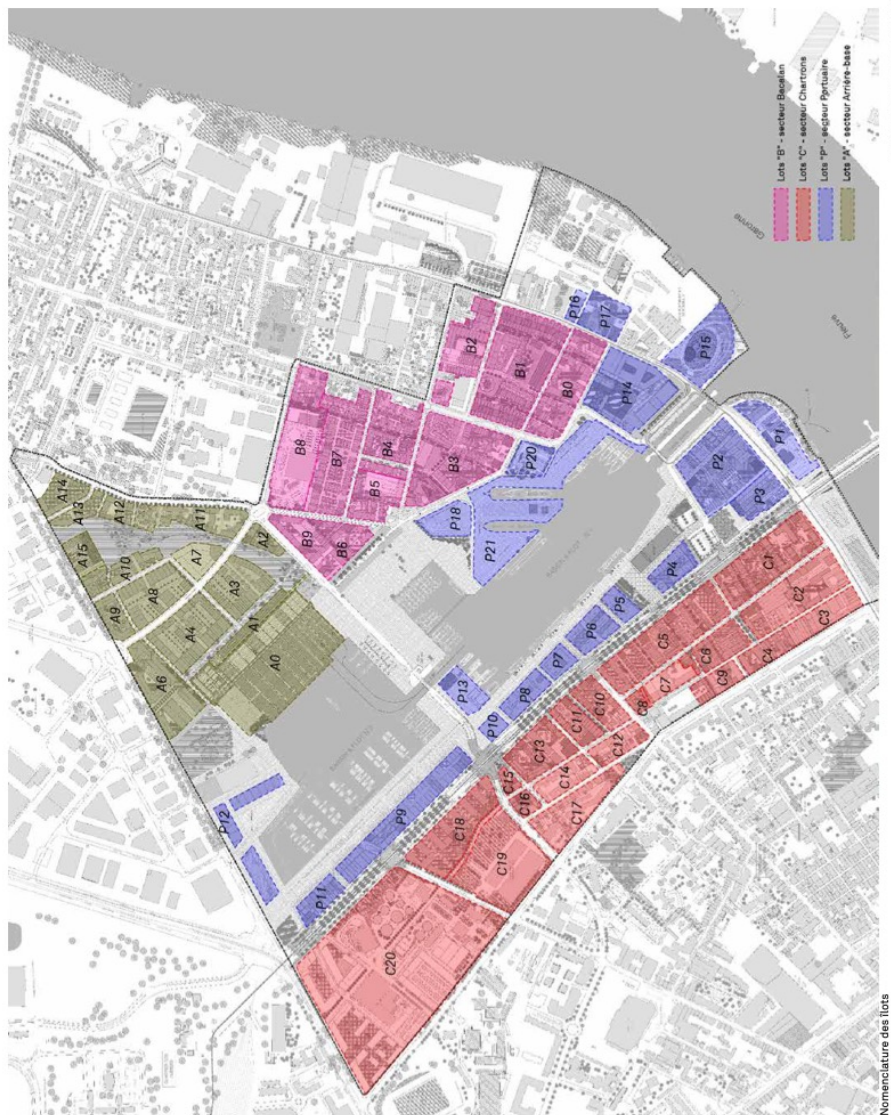 Lots "B" - secteur Bacalan
Lots "C" - secteur Chartrons
Lots "P" - secteur Portuaire
Lots "A" - secteur Arrière-base
Garonne
Fleuve
A14
A13
A12
A11
A15
A10
A7
A2
A9
A8
A3
A4
A1
A6
A0
B8
B7
B4
B5
B9
B6
B3
B2
B1
B0
P16
P17
P14
P15
P20
P18
P21
P1
P2
P3
P4
P5
P6
P7
P8
P10
P13
P9
P12
P11
C1
C2
C3
C4
C5
C6
C7
C8
C9
C10
C11
C12
C13
C14
C15
C16
C17
C18
C19
C20
Nomenclature des îlots